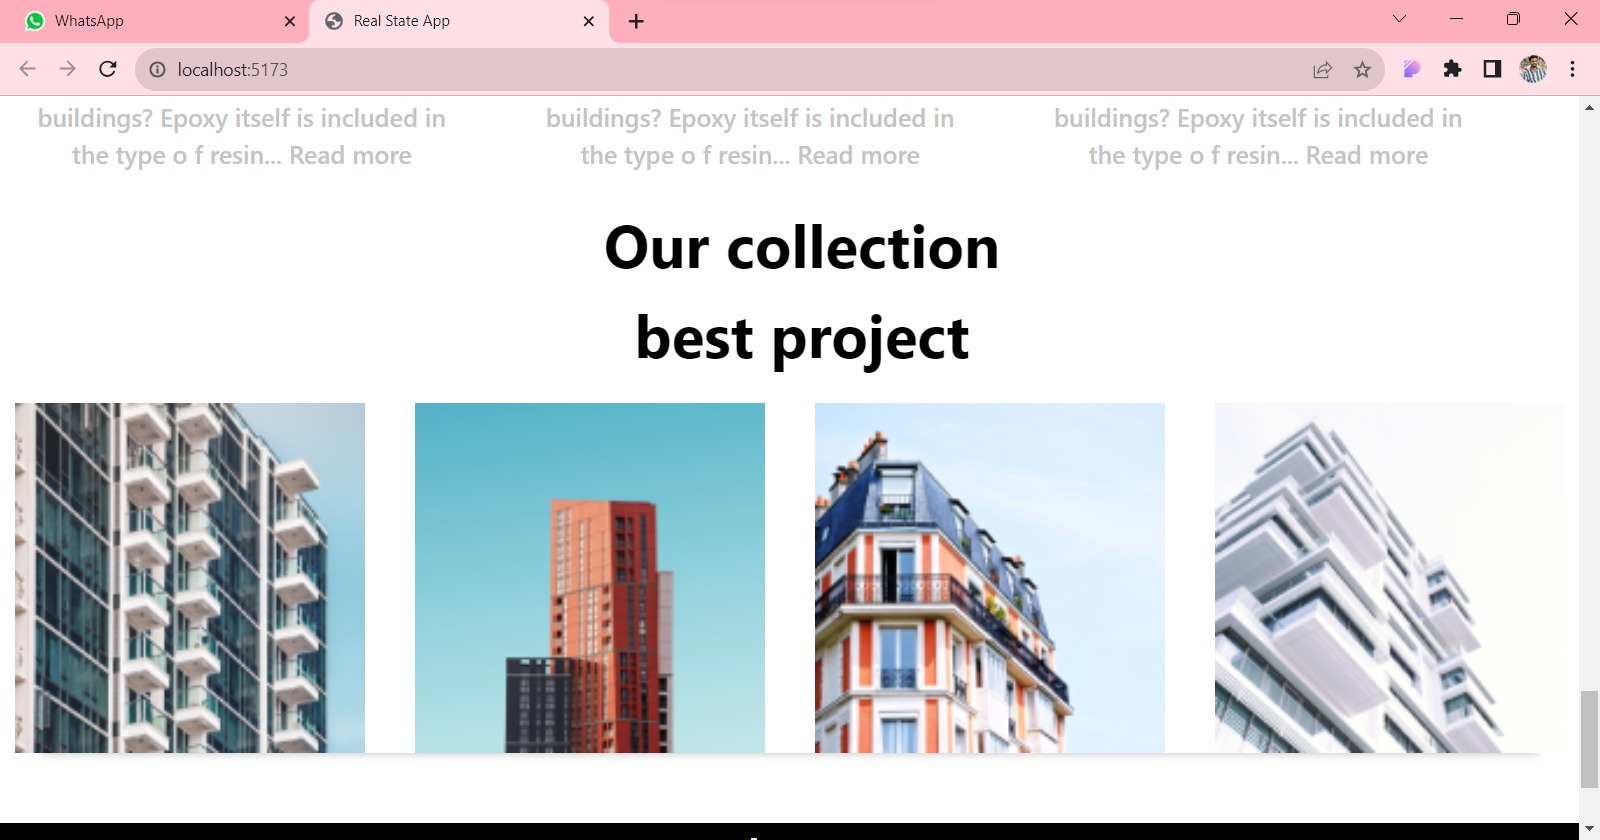 WhatsApp
Real State App
localhost:5173
buildings? Epoxy itself is included in
the type o f resin... Read more
buildings? Epoxy itself is included in
the type o f resin... Read more
buildings? Epoxy itself is included in
the type o f resin... Read more
Our collection
best project